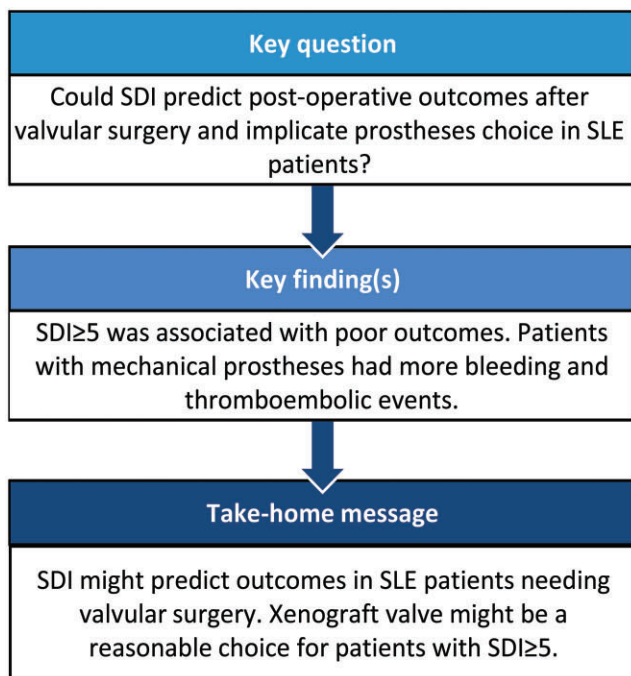 Key question
Could SDI predict post-operative outcomes after
valvular surgery and implicate prostheses choice in SLE
patients?
Key finding(s)
SDI≥5 was associated with poor outcomes. Patients
with mechanical prostheses had more bleeding and
thromboembolic events.
Take-home message
SDI might predict outcomes in SLE patients needing
valvular surgery. Xenograft valve might be a
reasonable choice for patients with SDI≥5.